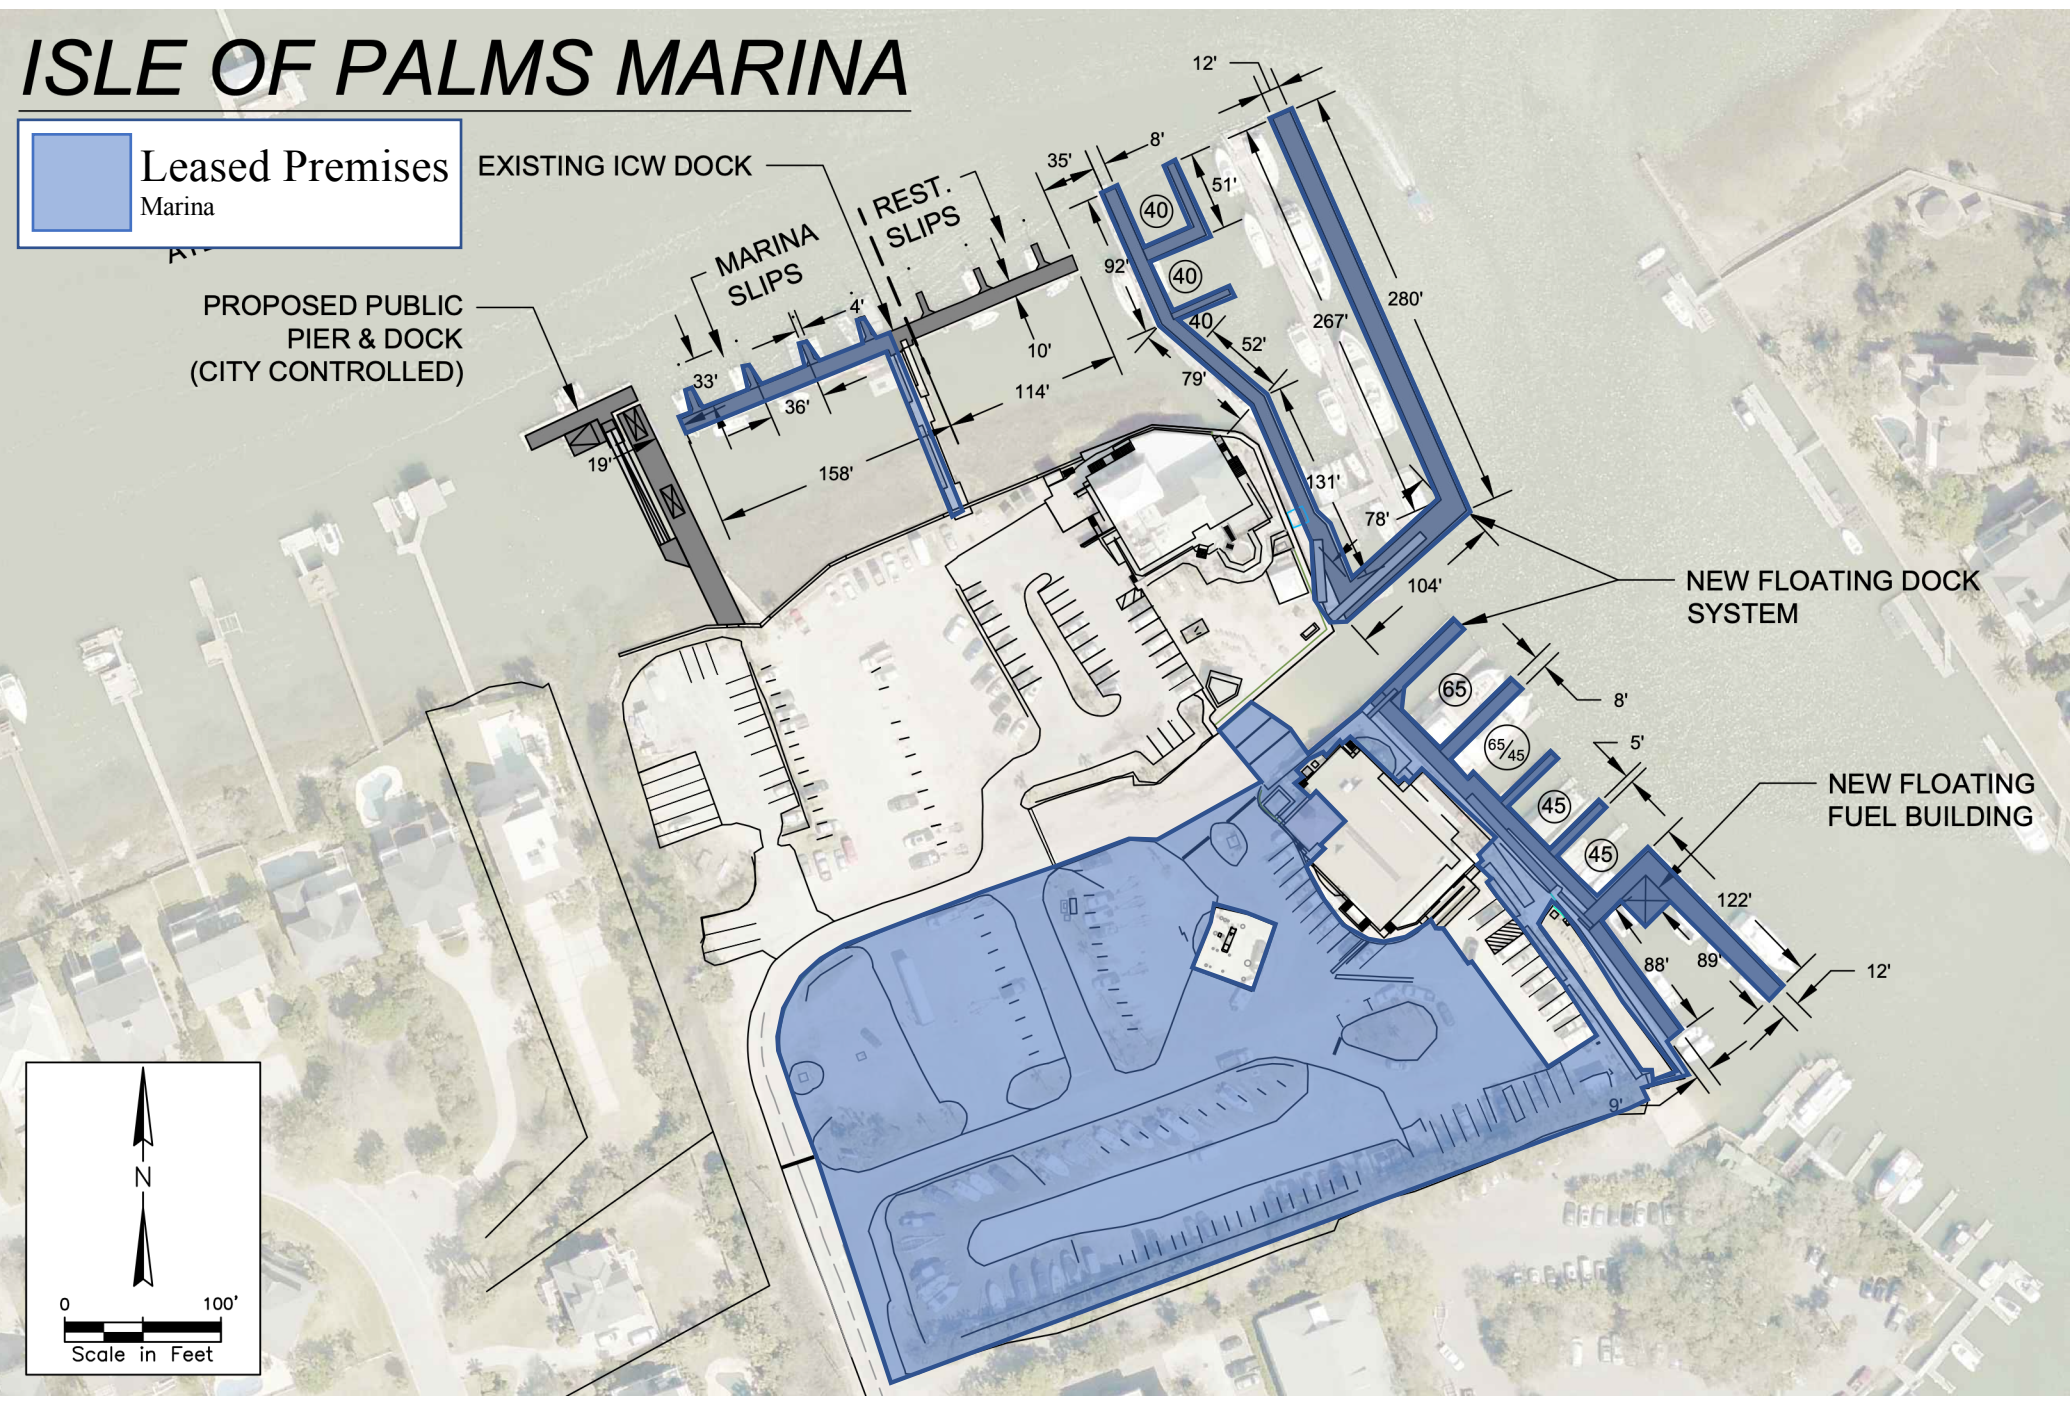 ISLE OF PALMS MARINA
Leased Premises
Marina
EXISTING ICW DOCK
REST.
SLIPS
MARINA
SLIPS
PROPOSED PUBLIC
PIER & DOCK
(CITY CONTROLLED)
12'
8'
35'
40
51'
92'
40
40
280'
267'
4'
33'
36'
10'
114'
52'
79'
19'
158'
131'
78'
104'
NEW FLOATING DOCK
SYSTEM
65
8'
65/45
5'
45
45
NEW FLOATING
FUEL BUILDING
122'
88'
89'
12'
9'
N
0
100'
Scale in Feet